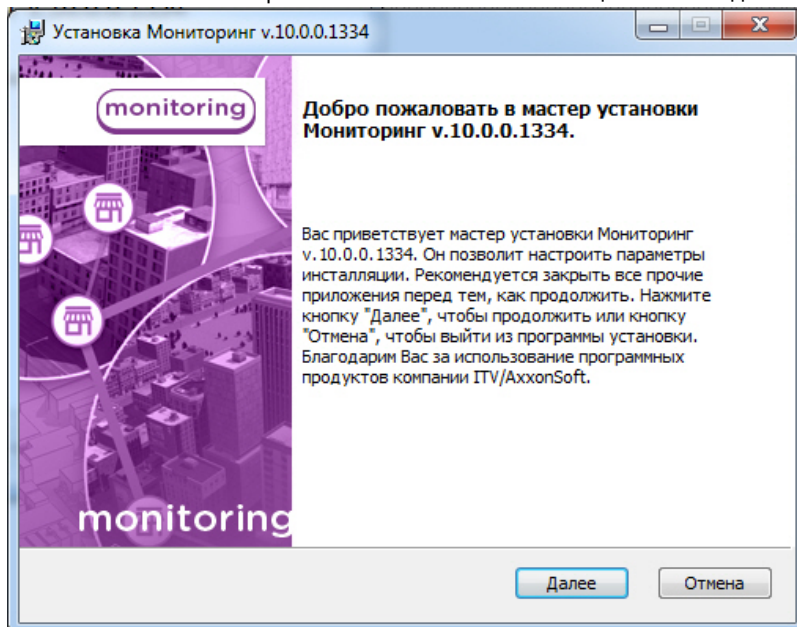 Установка Мониторинг v.10.0.0.1334
monitoring
Добро пожаловать в мастер установки
Мониторинг v.10.0.0.1334.
Вас приветствует мастер установки Мониторинг
v.10.0.0.1334. Он позволит настроить параметры
инсталляции. Рекомендуется закрыть все прочие
приложения перед тем, как продолжить. Нажмите
кнопку "Далее", чтобы продолжить или кнопку
"Отмена", чтобы выйти из программы установки.
Благодарим Вас за использование программных
продуктов компании ITV/AxxonSoft.
monitoring
Далее
Отмена